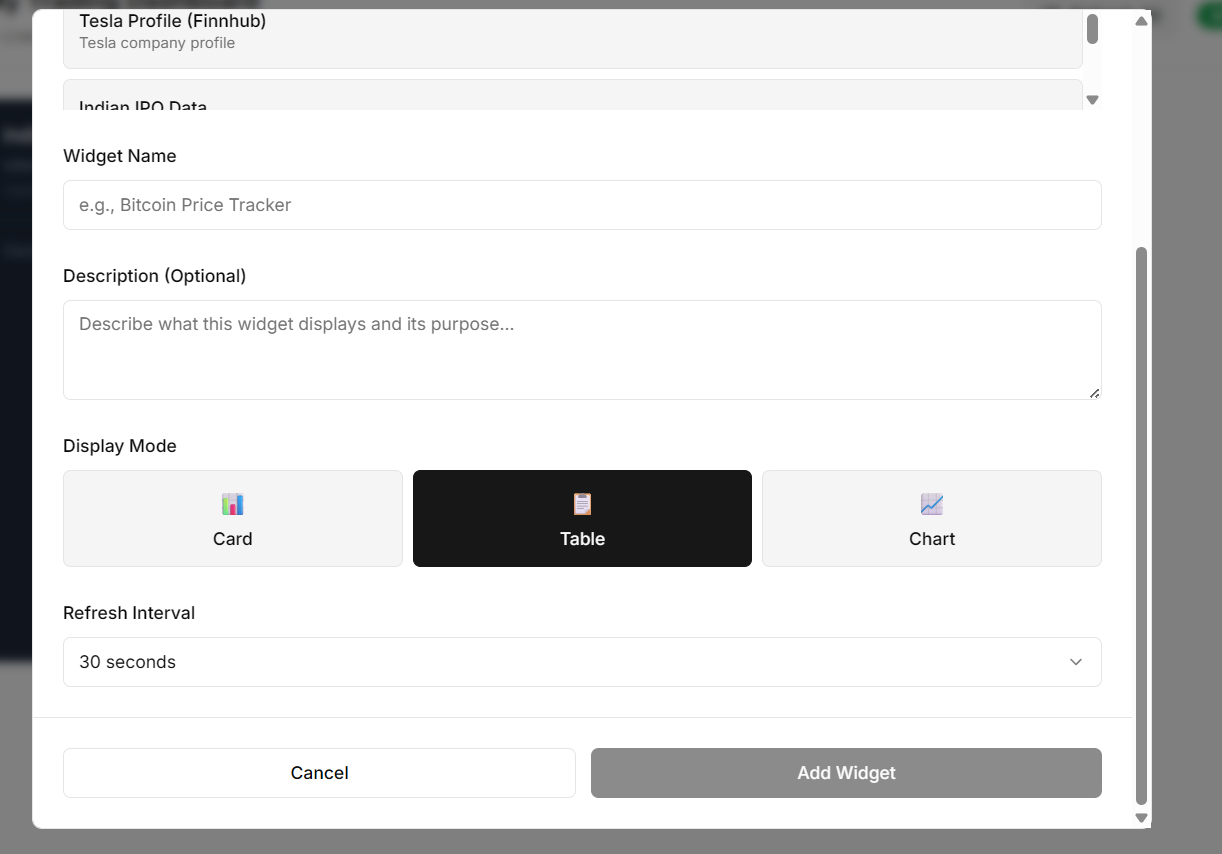 Tesla Profile (Finnhub)
Tesla company profile
Indian IPO Data
Widget Name
e.g., Bitcoin Price Tracker
Description (Optional)
Describe what this widget displays and its purpose...
Display Mode
Card
Table
Chart
Refresh Interval
30 seconds
Cancel
Add Widget